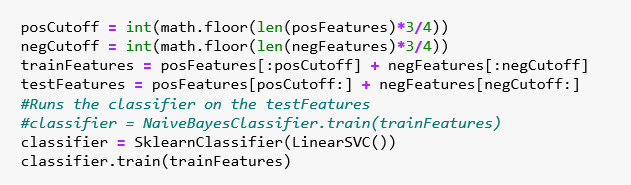 posCutoff = int(math.floor(len(posFeatures)*3/4))
negCutoff = int(math.floor(len(negFeatures)*3/4))
trainFeatures = posFeatures[:posCutoff] + negFeatures[:negCutoff]
testFeatures = posFeatures[posCutoff:] + negFeatures[negCutoff:]
#Runs the classifier on the testFeatures
#classifier = NaiveBayesClassifier.train(trainFeatures)
classifier = SklearnClassifier(LinearSVC())
classifier.train(trainFeatures)